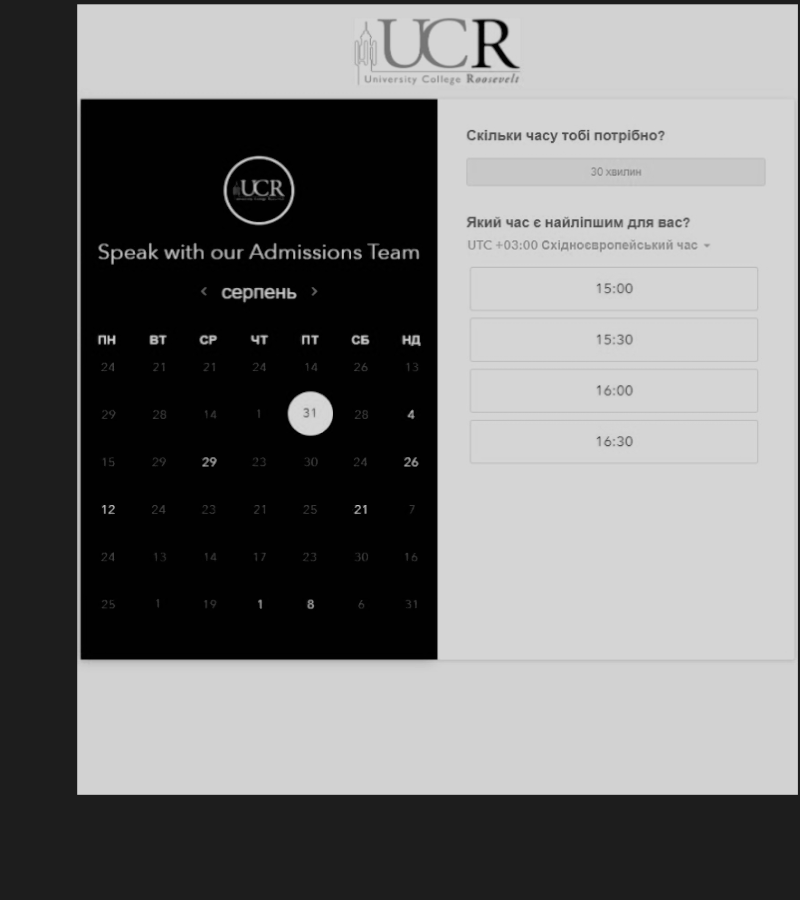 UCR
University College Roosevelt
UCR
Speak with our Admissions Team
серпень
ПН ВТ СР ЧТ ПТ СБ НД
24 21 21 24 14 26 13
29 28 14 1 31 28 4
15 29 29 23 30 24 26
12 24 23 21 25 21 7
24 13 14 17 23 30 16
25 1 19 1 8 6 31
Скільки часу тобі потрібно?
30 хвилин
Який час є найліпшим для вас?
UTC +03:00 Східноєвропейський час
15:00
15:30
16:00
16:30